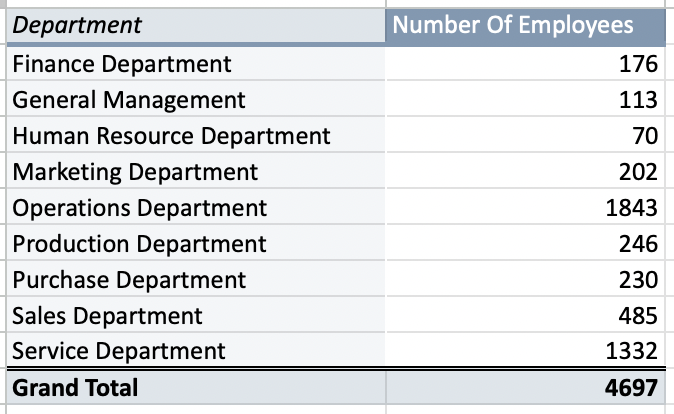 Department Number Of Employees
Finance Department 176
General Management 113
Human Resource Department 70
Marketing Department 202
Operations Department 1843
Production Department 246
Purchase Department 230
Sales Department 485
Service Department 1332
Grand Total 4697